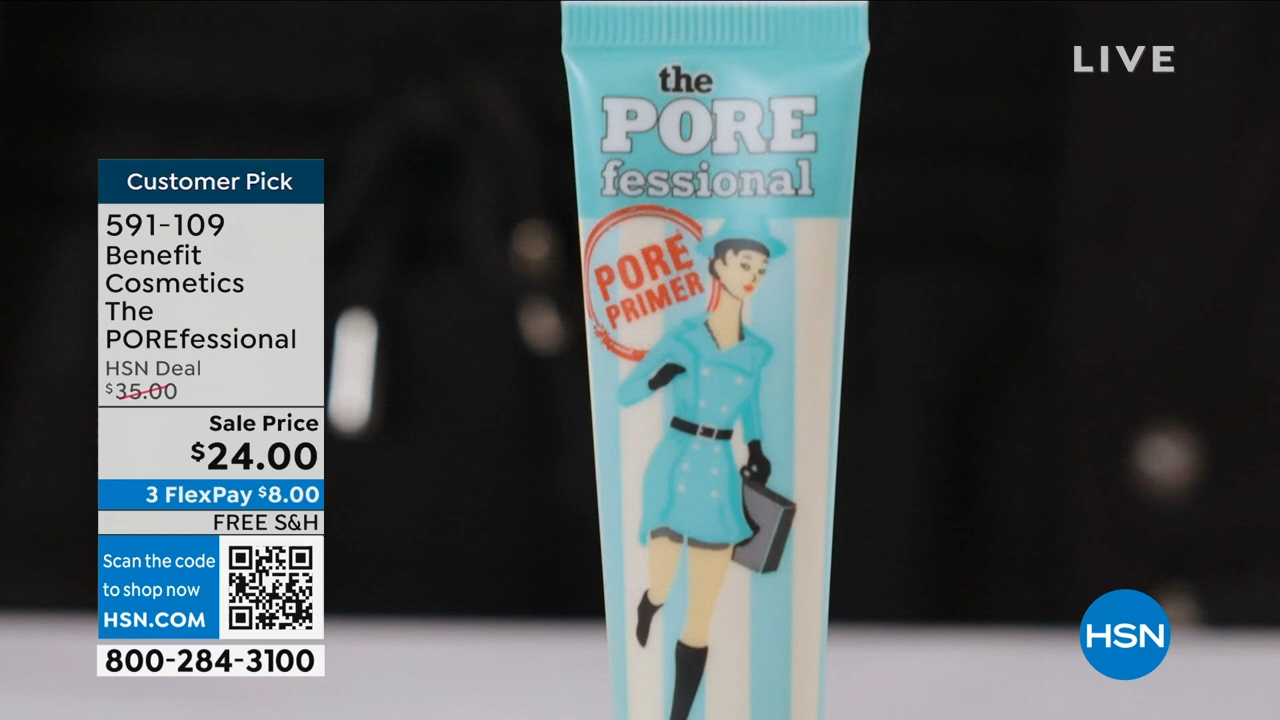 LIVE
the
PORE
fessional
PORE
PRIMER
Customer Pick
591-109
Benefit
Cosmetics
The
POREfessional
HSN Deal
$35.00
Sale Price
$24.00
3 FlexPay $8.00
FREE S&H
Scan the code
to shop now
HSN.COM
800-284-3100
HSN